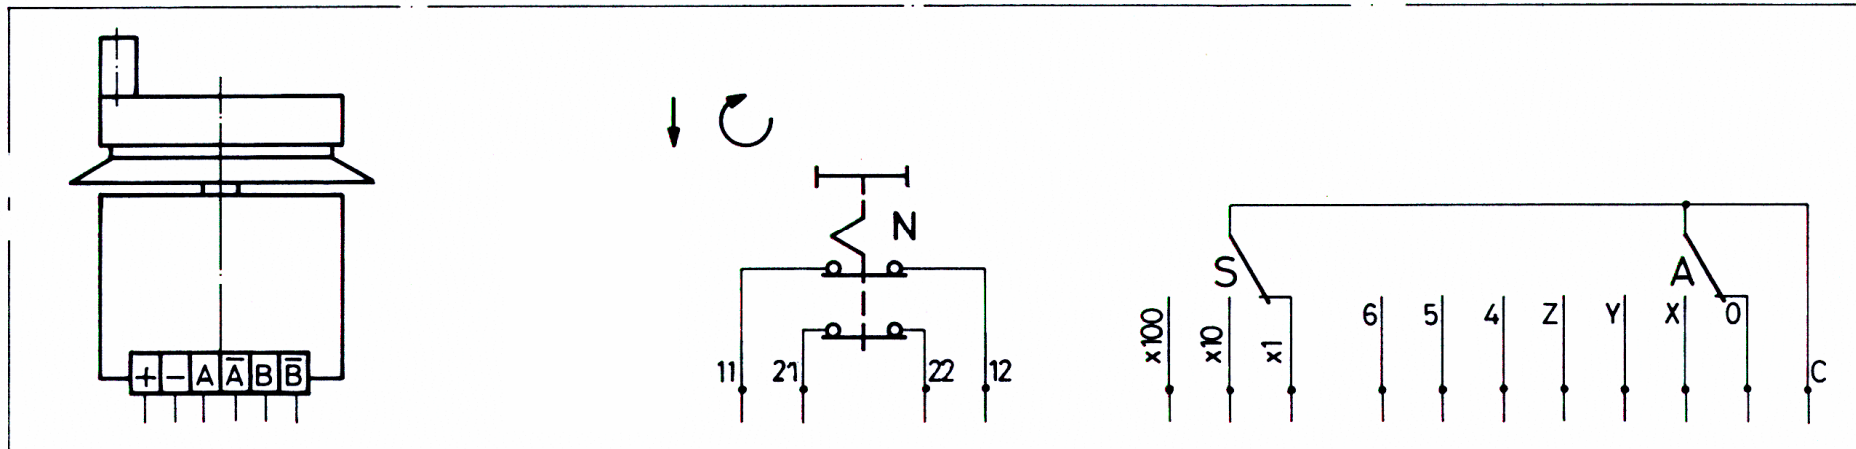 + - A A̅ B B̅
N
11 21 22 12
S
x100 x10 x1
A
6 5 4 Z Y X 0
C